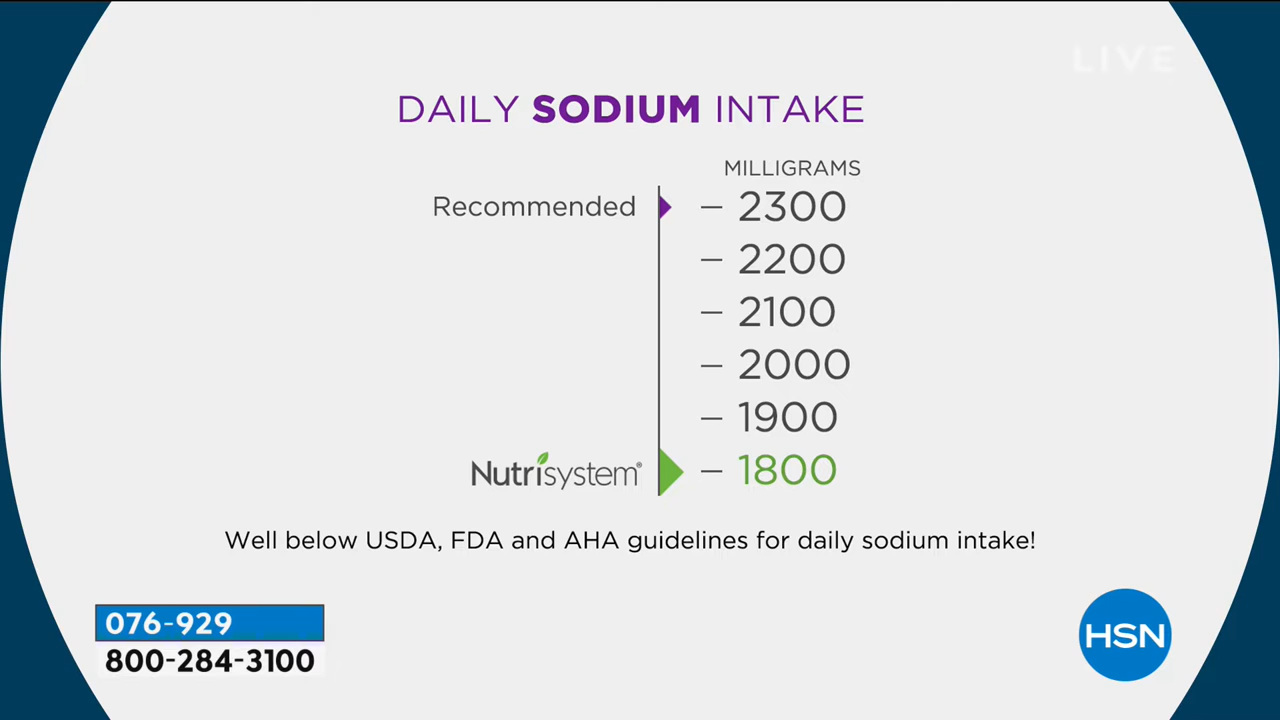 LIVE
DAILY SODIUM INTAKE
MILLIGRAMS
Recommended – 2300
– 2200
– 2100
– 2000
– 1900
Nutrisystem® – 1800
Well below USDA, FDA and AHA guidelines for daily sodium intake!
076-929
800-284-3100
HSN